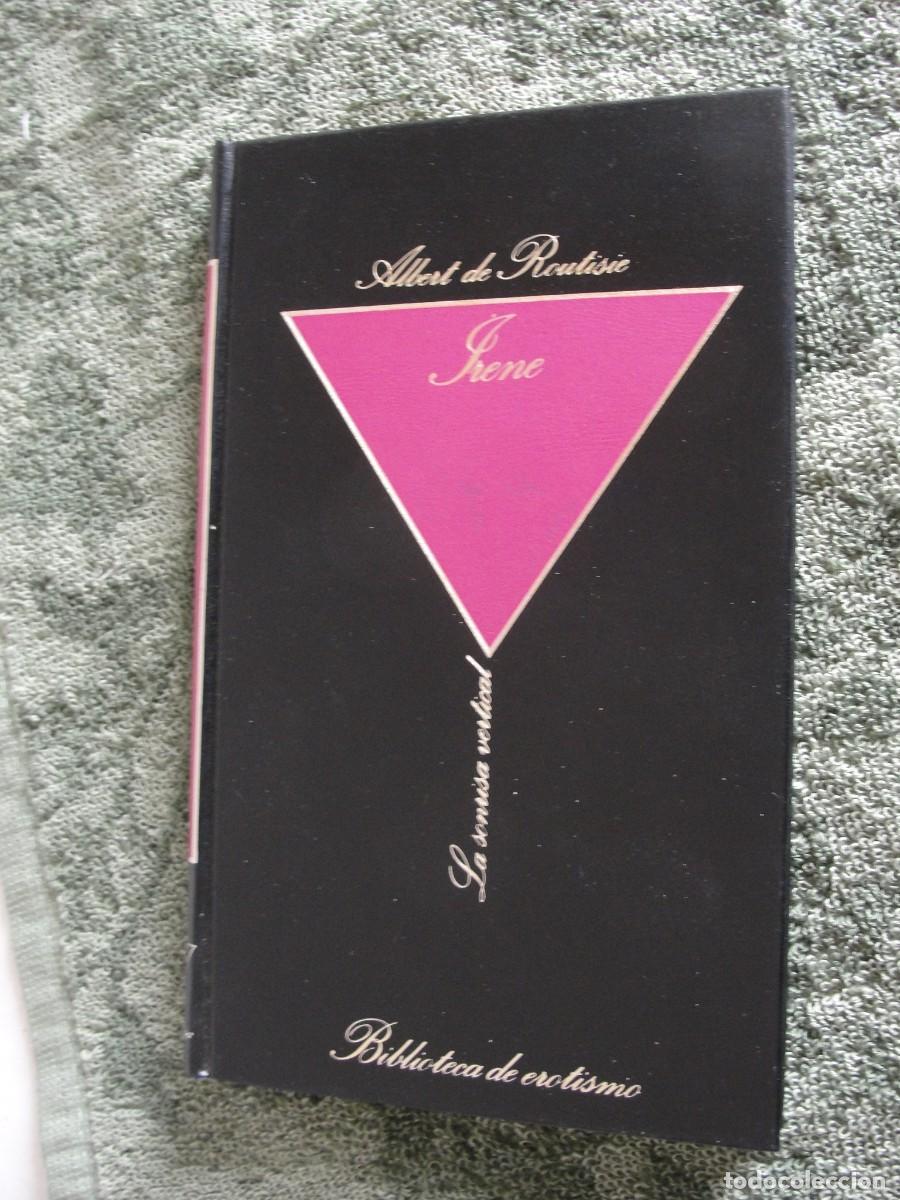 Albert de Routisie
Irene
La sonrisa vertical
Biblioteca de erotismo
todocoleccion